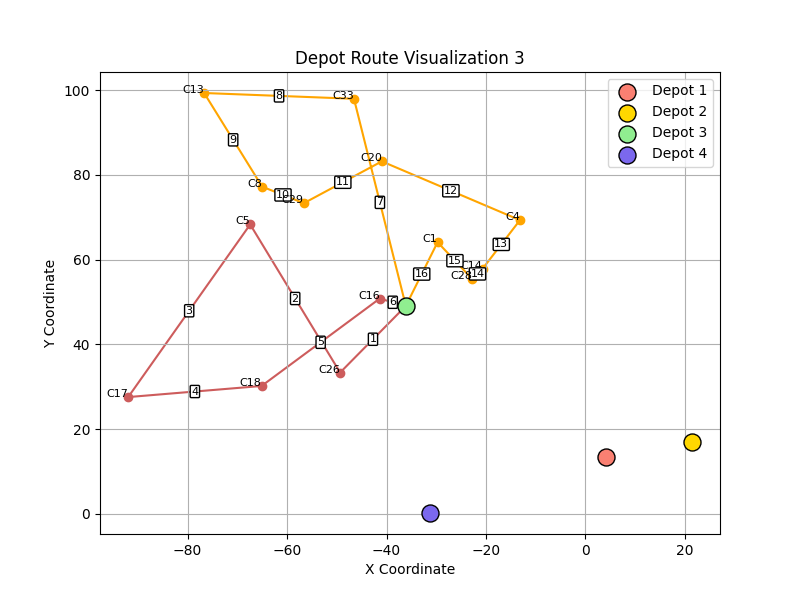 Depot Route Visualization 3
Depot 1
Depot 2
Depot 3
Depot 4
C13
8
C33
9
C20
C8
10
C29
11
12
7
C4
C5
C1
13
15
C14
14
C28
16
2
C16
6
3
5
1
C26
C18
4
C17
100
80
60
40
20
0
Y Coordinate
−80
−60
−40
−20
0
20
X Coordinate